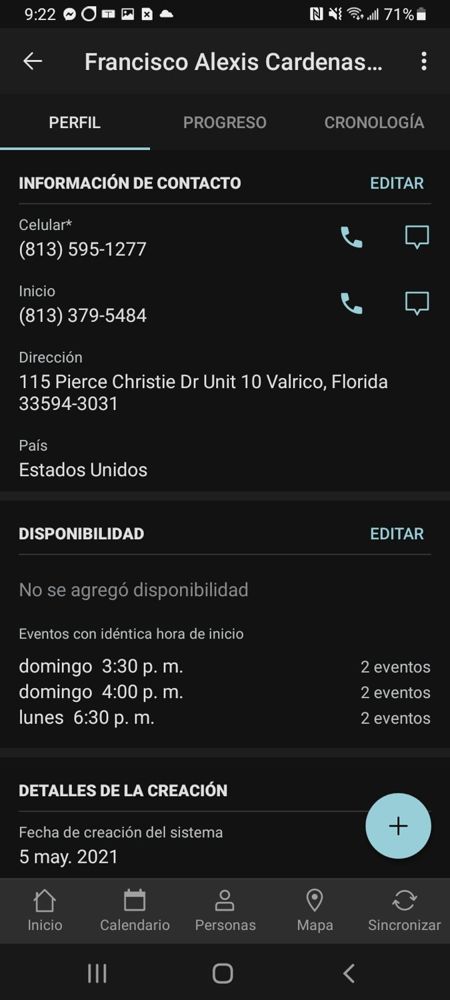 9:22
71%
Francisco Alexis Cardenas...
PERFIL PROGRESO CRONOLOGÍA
INFORMACIÓN DE CONTACTO EDITAR
Celular*
(813) 595-1277
Inicio
(813) 379-5484
Dirección
115 Pierce Christie Dr Unit 10 Valrico, Florida
33594-3031
País
Estados Unidos
DISPONIBILIDAD EDITAR
No se agregó disponibilidad
Eventos con idéntica hora de inicio
domingo 3:30 p. m. 2 eventos
domingo 4:00 p. m. 2 eventos
lunes 6:30 p. m. 2 eventos
DETALLES DE LA CREACIÓN
Fecha de creación del sistema
5 may. 2021
Inicio Calendario Personas Mapa Sincronizar